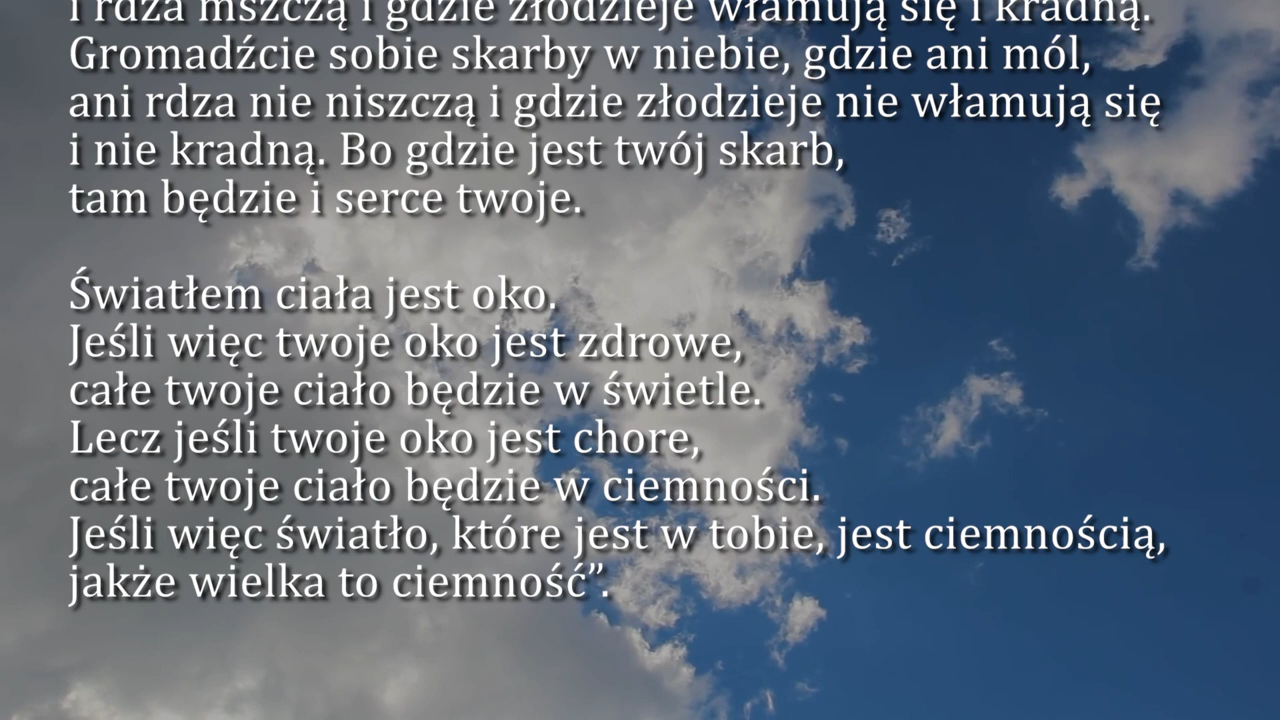 i rdza niszczą i gdzie złodzieje włamują się i kradną.
Gromadźcie sobie skarby w niebie, gdzie ani mól,
ani rdza nie niszczą i gdzie złodzieje nie włamują się
i nie kradną. Bo gdzie jest twój skarb,
tam będzie i serce twoje.
Światłem ciała jest oko.
Jeśli więc twoje oko jest zdrowe,
całe twoje ciało będzie w świetle.
Lecz jeśli twoje oko jest chore,
całe twoje ciało będzie w ciemności.
Jeśli więc światło, które jest w tobie, jest ciemnością,
jakże wielka to ciemność”.